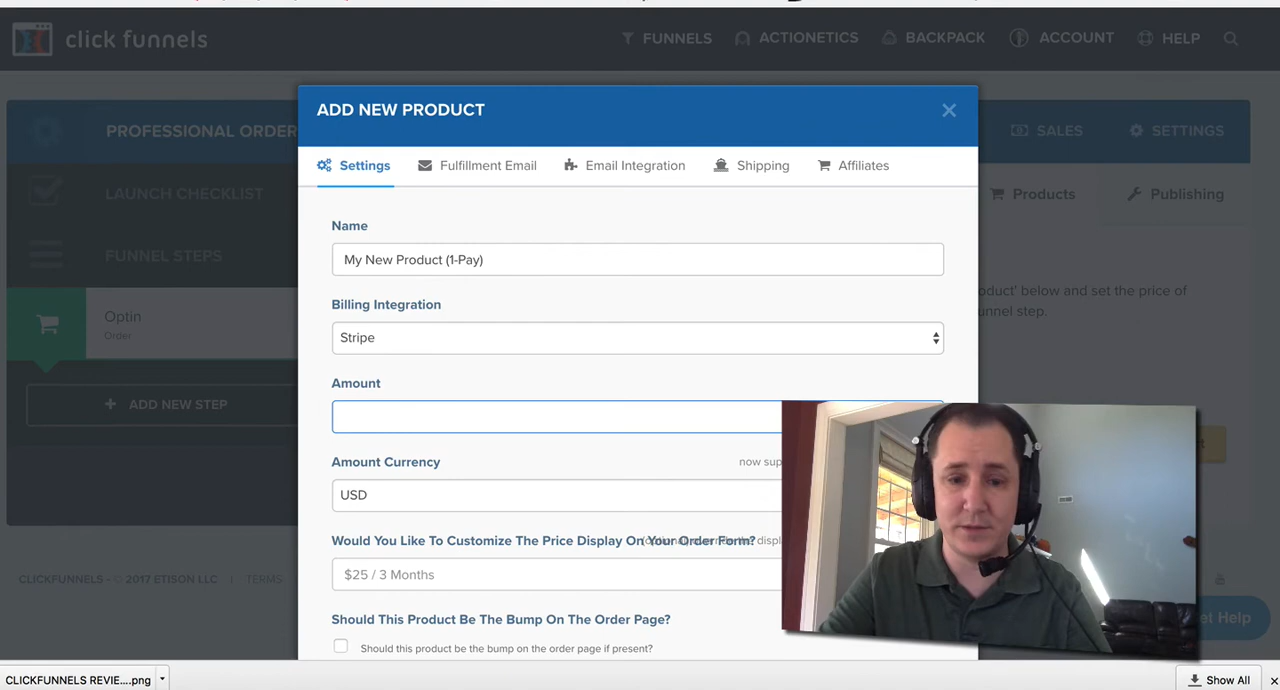 click funnels
FUNNELS
ACTIONETICS
BACKPACK
ACCOUNT
HELP
ADD NEW PRODUCT
PROFESSIONAL ORDER
SALES
SETTINGS
Settings
Fulfillment Email
Email Integration
Shipping
Affiliates
LAUNCH CHECKLIST
Products
Publishing
Name
FUNNEL STEPS
My New Product (1-Pay)
oduct' below and set the price of
unnel step.
Billing Integration
Optin
Order
Stripe
Amount
ADD NEW STEP
Amount Currency
now sup
USD
Would You Like To Customize The Price Display On Your Order Form?
$25 / 3 Months
CLICKFUNNELS - © 2017 ETISON LLC | TERMS
Should This Product Be The Bump On The Order Page?
et Help
Should this product be the bump on the order page if present?
CLICKFUNNELS REVIE....png
Show All